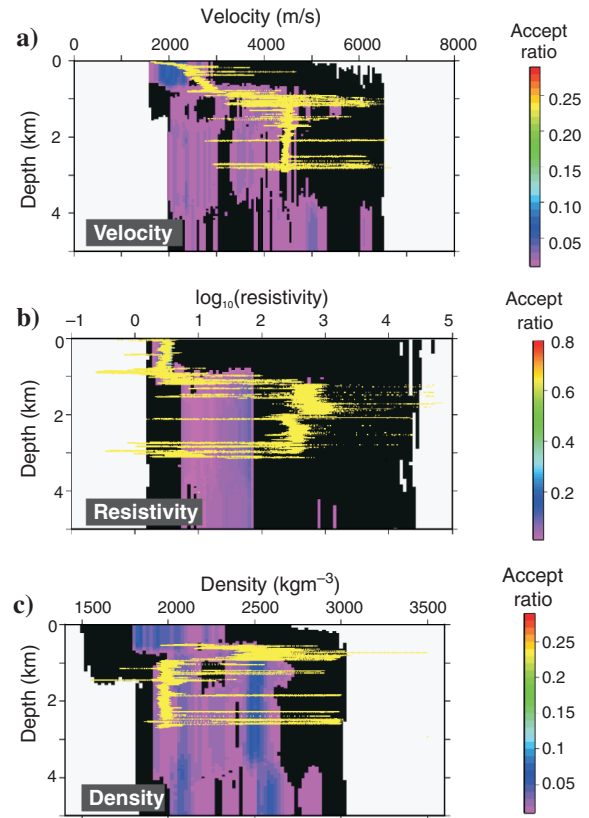 a)
Velocity (m/s)
0 2000 4000 6000 8000
0
2
4
Depth (km)
Velocity
Accept
ratio
0.25
0.20
0.15
0.10
0.05
b)
log₁₀(resistivity)
−1 0 1 2 3 4 5
0
2
4
Depth (km)
Resistivity
Accept
ratio
0.8
0.6
0.4
0.2
c)
Density (kgm⁻³)
1500 2000 2500 3000 3500
0
2
4
Depth (km)
Density
Accept
ratio
0.25
0.20
0.15
0.10
0.05